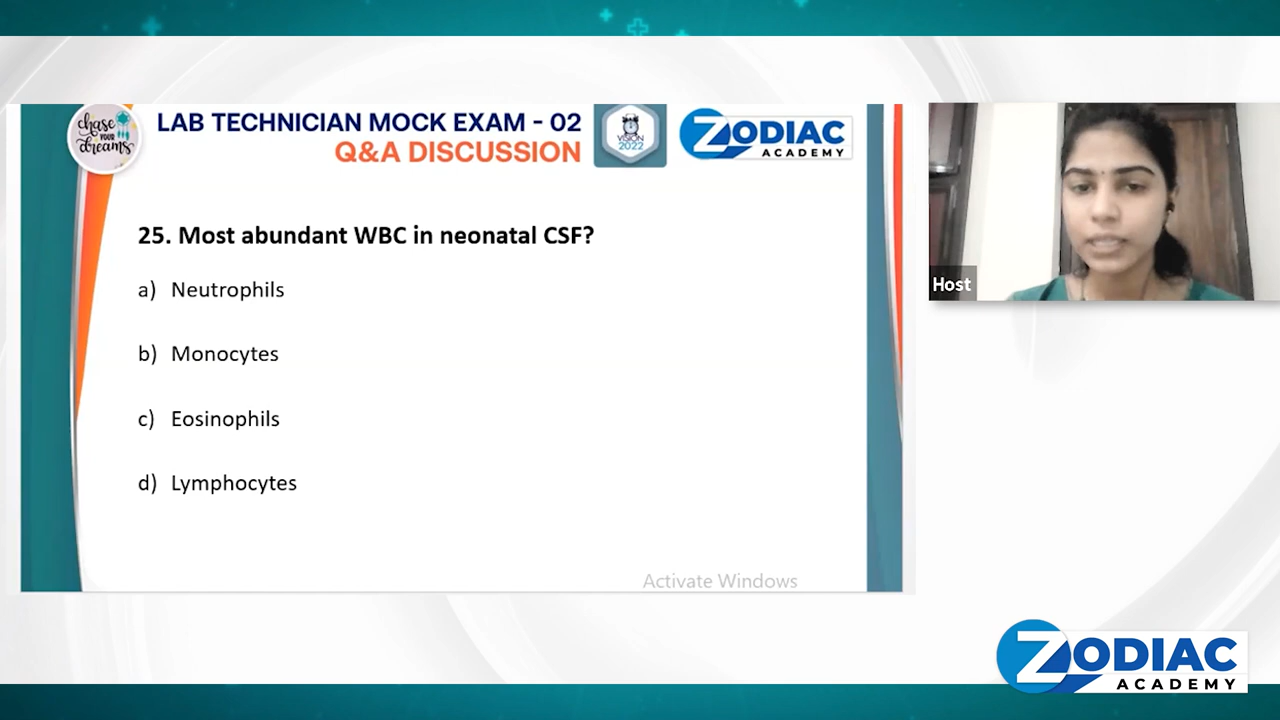 chase
YOUR
dreams
LAB TECHNICIAN MOCK EXAM - 02
Q&A DISCUSSION
VISION
2022
ZODIAC
ACADEMY
25. Most abundant WBC in neonatal CSF?
a) Neutrophils
b) Monocytes
c) Eosinophils
d) Lymphocytes
Activate Windows
Host
ZODIAC
ACADEMY